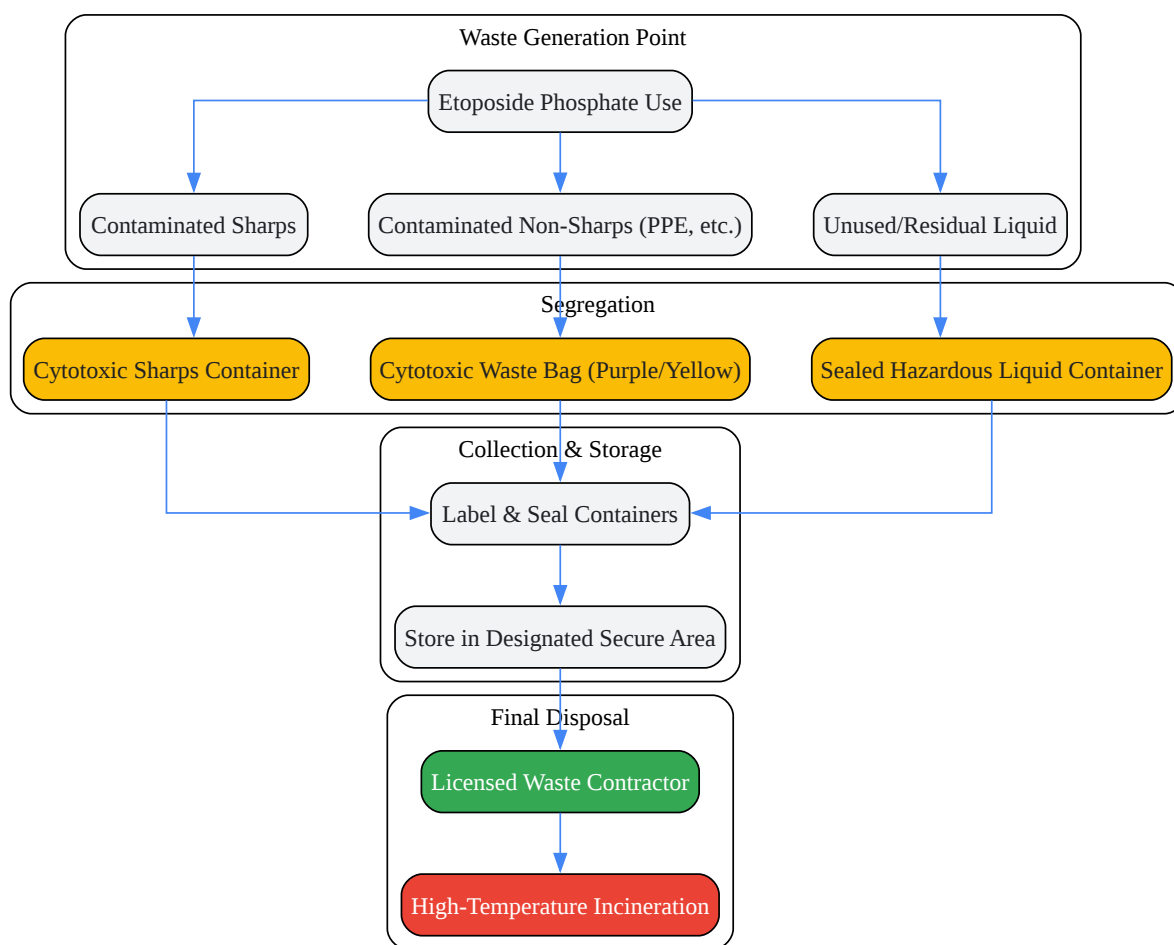 Waste Generation Point
Etoposide Phosphate Use
Contaminated Sharps
Contaminated Non-Sharps (PPE, etc.)
Unused/Residual Liquid
Segregation
Cytotoxic Sharps Container
Cytotoxic Waste Bag (Purple/Yellow)
Sealed Hazardous Liquid Container
Collection & Storage
Label & Seal Containers
Store in Designated Secure Area
Final Disposal
Licensed Waste Contractor
High-Temperature Incineration